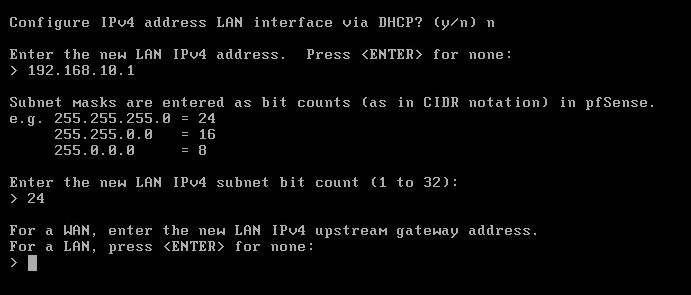 Configure IPv4 address LAN interface via DHCP? (y/n) n
Enter the new LAN IPv4 address.  Press <ENTER> for none:
> 192.168.10.1
Subnet masks are entered as bit counts (as in CIDR notation) in pfSense.
e.g. 255.255.255.0 = 24
     255.255.0.0   = 16
     255.0.0.0     = 8
Enter the new LAN IPv4 subnet bit count (1 to 32):
> 24
For a WAN, enter the new LAN IPv4 upstream gateway address.
For a LAN, press <ENTER> for none:
>